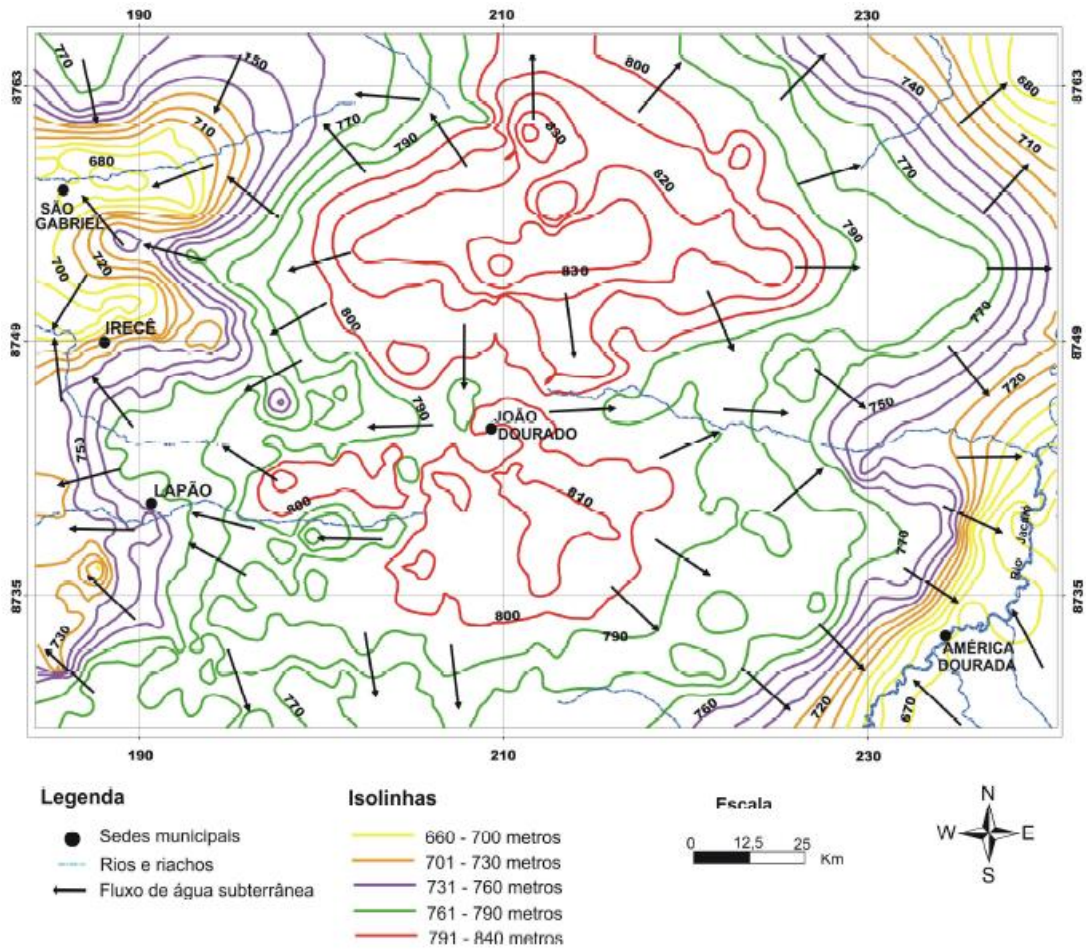 190
210
230
8763
8763
770
150
710
680
770
790
800
830
820
740
680
710
770
SÃO
GABRIEL
720
700
IRECÊ
790
830
800
770
8749
8749
720
750
790
JOÃO
DOURADO
753
LAPÃO
800
810
770
Rio Jacaré
8735
8735
730
800
790
AMÉRICA
DOURADA
770
760
720
670
190
210
230
Legenda
Sedes municipais
Rios e riachos
Fluxo de água subterrânea
Isolinhas
660 - 700 metros
701 - 730 metros
731 - 760 metros
761 - 790 metros
791 - 840 metros
Escala
0 12,5 25
Km
N
W E
S